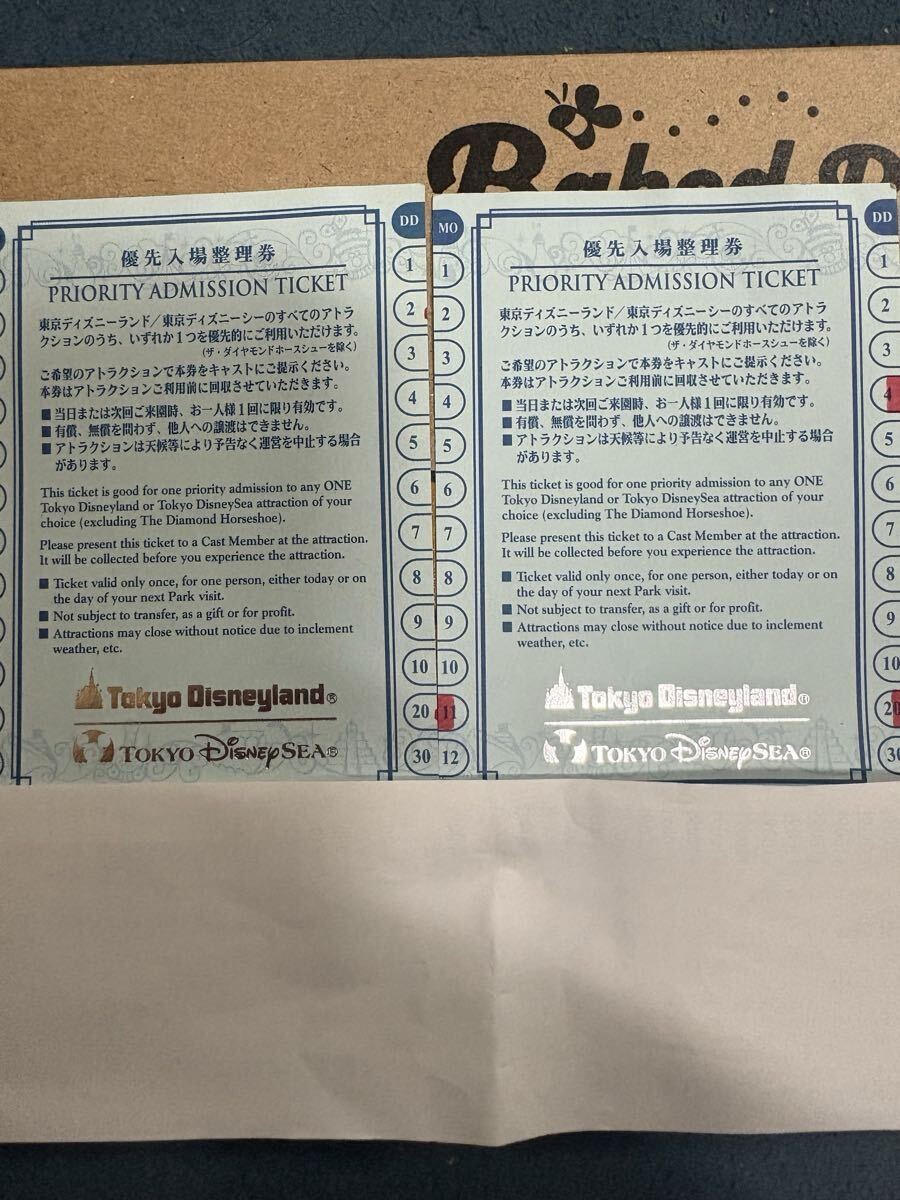 Baked
優先入場整理券
PRIORITY ADMISSION TICKET
東京ディズニーランド／東京ディズニーシーのすべてのアトラ
クションのうち、いずれか1つを優先的にご利用いただけます。
（ザ・ダイヤモンドホースシューを除く）
ご希望のアトラクションで本券をキャストにご提示ください。
本券はアトラクションご利用前に回収させていただきます。
■ 当日または次回ご来園時、お一人様1回に限り有効です。
■ 有償、無償を問わず、他人への譲渡はできません。
■ アトラクションは天候等により予告なく運営を中止する場合
があります。
This ticket is good for one priority admission to any ONE
Tokyo Disneyland or Tokyo DisneySea attraction of your
choice (excluding The Diamond Horseshoe).
Please present this ticket to a Cast Member at the attraction.
It will be collected before you experience the attraction.
■ Ticket valid only once, for one person, either today or on
the day of your next Park visit.
■ Not subject to transfer, as a gift or for profit.
■ Attractions may close without notice due to inclement
weather, etc.
Tokyo Disneyland®
TOKYO DISNEYSEA®
DD
1
2
3
4
5
6
7
8
9
10
20
30
MO
1
2
3
4
5
6
7
8
9
10
11
12
優先入場整理券
PRIORITY ADMISSION TICKET
東京ディズニーランド／東京ディズニーシーのすべてのアトラ
クションのうち、いずれか1つを優先的にご利用いただけます。
（ザ・ダイヤモンドホースシューを除く）
ご希望のアトラクションで本券をキャストにご提示ください。
本券はアトラクションご利用前に回収させていただきます。
■ 当日または次回ご来園時、お一人様1回に限り有効です。
■ 有償、無償を問わず、他人への譲渡はできません。
■ アトラクションは天候等により予告なく運営を中止する場合
があります。
This ticket is good for one priority admission to any ONE
Tokyo Disneyland or Tokyo DisneySea attraction of your
choice (excluding The Diamond Horseshoe).
Please present this ticket to a Cast Member at the attraction.
It will be collected before you experience the attraction.
■ Ticket valid only once, for one person, either today or on
the day of your next Park visit.
■ Not subject to transfer, as a gift or for profit.
■ Attractions may close without notice due to inclement
weather, etc.
Tokyo Disneyland®
TOKYO DISNEYSEA®
DD
1
2
3
4
5
6
7
8
9
10
20
30